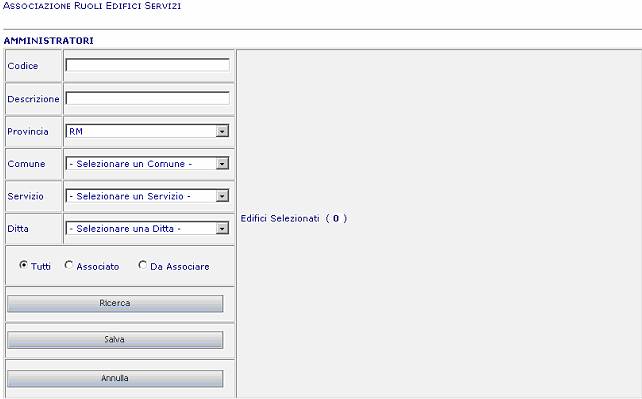 ASSOCIAZIONE RUOLI EDIFICI SERVIZI
AMMINISTRATORI
Codice
Descrizione
Provincia RM
Comune - Selezionare un Comune -
Servizio - Selezionare un Servizio -
Ditta - Selezionare una Ditta -
Edifici Selezionati ( 0 )
Tutti Associato Da Associare
Ricerca
Salva
Annulla